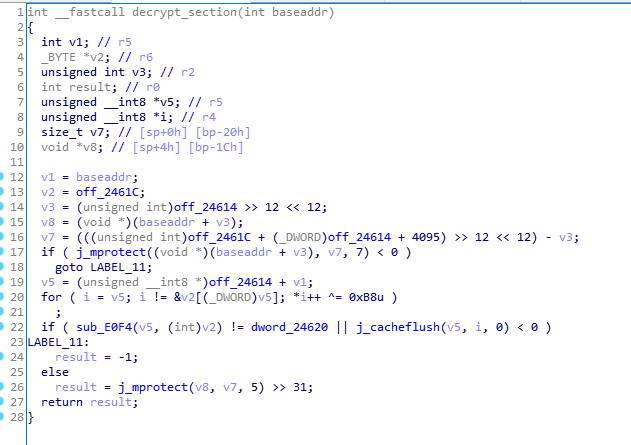 1 int __fastcall decrypt_section(int baseaddr)
2 {
3   int v1; // r5
4   _BYTE *v2; // r6
5   unsigned int v3; // r2
6   int result; // r0
7   unsigned __int8 *v5; // r5
8   unsigned __int8 *i; // r4
9   size_t v7; // [sp+0h] [bp-20h]
10   void *v8; // [sp+4h] [bp-1Ch]
11
12   v1 = baseaddr;
13   v2 = off_2461C;
14   v3 = (unsigned int)off_24614 >> 12 << 12;
15   v8 = (void *)(baseaddr + v3);
16   v7 = (((unsigned int)off_2461C + (_DWORD)off_24614 + 4095) >> 12 << 12) - v3;
17   if ( j_mprotect((void *)(baseaddr + v3), v7, 7) < 0 )
18     goto LABEL_11;
19   v5 = (unsigned __int8 *)off_24614 + v1;
20   for ( i = v5; i != &v2[(_DWORD)v5]; *i++ ^= 0xB8u )
21     ;
22   if ( sub_E0F4(v5, (int)v2) != dword_24620 || j_cacheflush(v5, i, 0) < 0 )
23 LABEL_11:
24     result = -1;
25   else
26     result = j_mprotect(v8, v7, 5) >> 31;
27   return result;
28 }